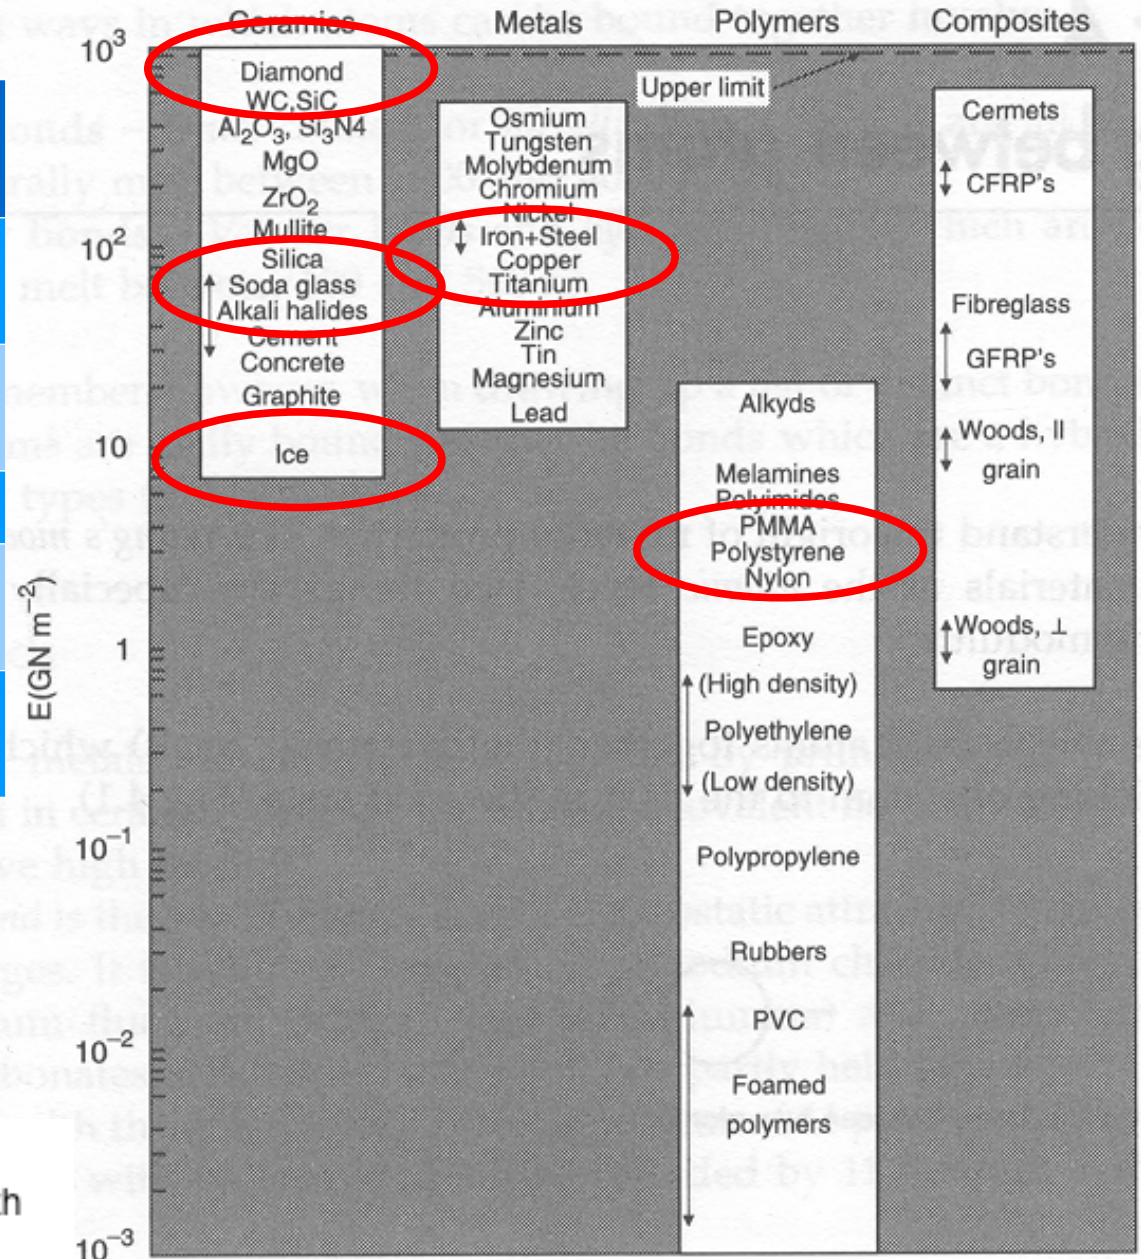 Ceramics
Metals
Polymers
Composites
10³
10²
10
1
10⁻¹
10⁻²
10⁻³
E(GN m⁻²)
Diamond
WC,SiC
Al₂O₃, Si₃N4
MgO
ZrO₂
Mullite
Silica
Soda glass
Alkali halides
Cement
Concrete
Graphite
Ice
Osmium
Tungsten
Molybdenum
Chromium
Nickel
Iron+Steel
Copper
Titanium
Aluminium
Zinc
Tin
Magnesium
Lead
Upper limit
Alkyds
Melamines
Polyimides
PMMA
Polystyrene
Nylon
Epoxy
(High density)
Polyethylene
(Low density)
Polypropylene
Rubbers
PVC
Foamed
polymers
Cermets
CFRP's
Fibreglass
GFRP's
Woods, ||
grain
Woods, ⊥
grain